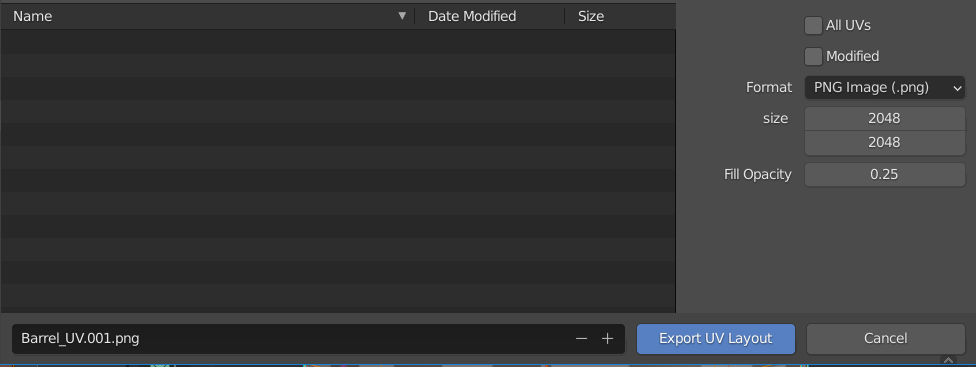 Name Date Modified Size
All UVs
Modified
Format PNG Image (.png)
size 2048
2048
Fill Opacity 0.25
Barrel_UV.001.png
Export UV Layout Cancel